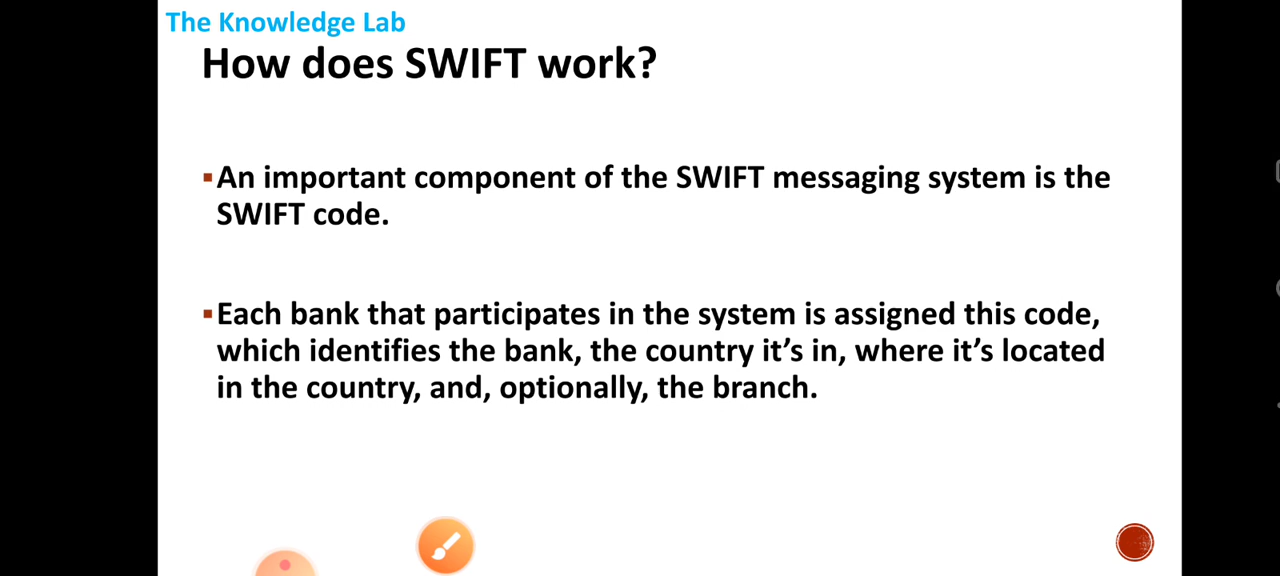 The Knowledge Lab
How does SWIFT work?
▪An important component of the SWIFT messaging system is the
SWIFT code.
▪Each bank that participates in the system is assigned this code,
which identifies the bank, the country it’s in, where it’s located
in the country, and, optionally, the branch.